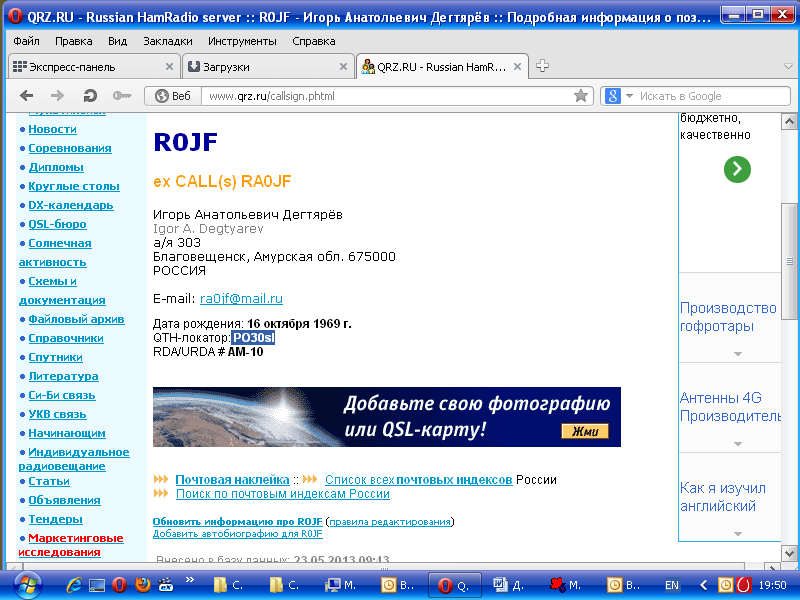 QRZ.RU - Russian HamRadio server :: R0JF - Игорь Анатольевич Дегтярёв :: Подробная информация о поз...
Файл Правка Вид Закладки Инструменты Справка
Экспресс-панель Загрузки QRZ.RU - Russian HamR...
Веб www.qrz.ru/callsign.phtml Искать в Google
Новости
Соревнования
Дипломы
Круглые столы
DX-календарь
QSL-бюро
Солнечная
активность
Схемы и
документация
Файловый архив
Справочники
Спутники
Литература
Си-Би связь
УКВ связь
Начинающим
Индивидуальное
радиовещание
Статьи
Объявления
Тендеры
Маркетинговые
исследования
R0JF
ex CALL(s) RA0JF
Игорь Анатольевич Дегтярёв
Igor A. Degtyarev
а/я 303
Благовещенск, Амурская обл. 675000
РОССИЯ
E-mail: ra0jf@mail.ru
Дата рождения: 16 октября 1969 г.
QTH-локатор: PO30sl
RDA/URDA # AM-10
Добавьте свою фотографию
или QSL-карту! Жми
Почтовая наклейка :: Список всех почтовых индексов России
Поиск по почтовым индексам России
Обновить информацию про R0JF (правила редактирования)
Добавить автобиографию для R0JF
Внесено в базу данных: 23.05.2013 09:43
бюджетно,
качественно
Производство
гофротары
Антенны 4G
Производитель
Как я изучил
английский
С. С. М. В.. Q. Д. М. В.. EN 19:50